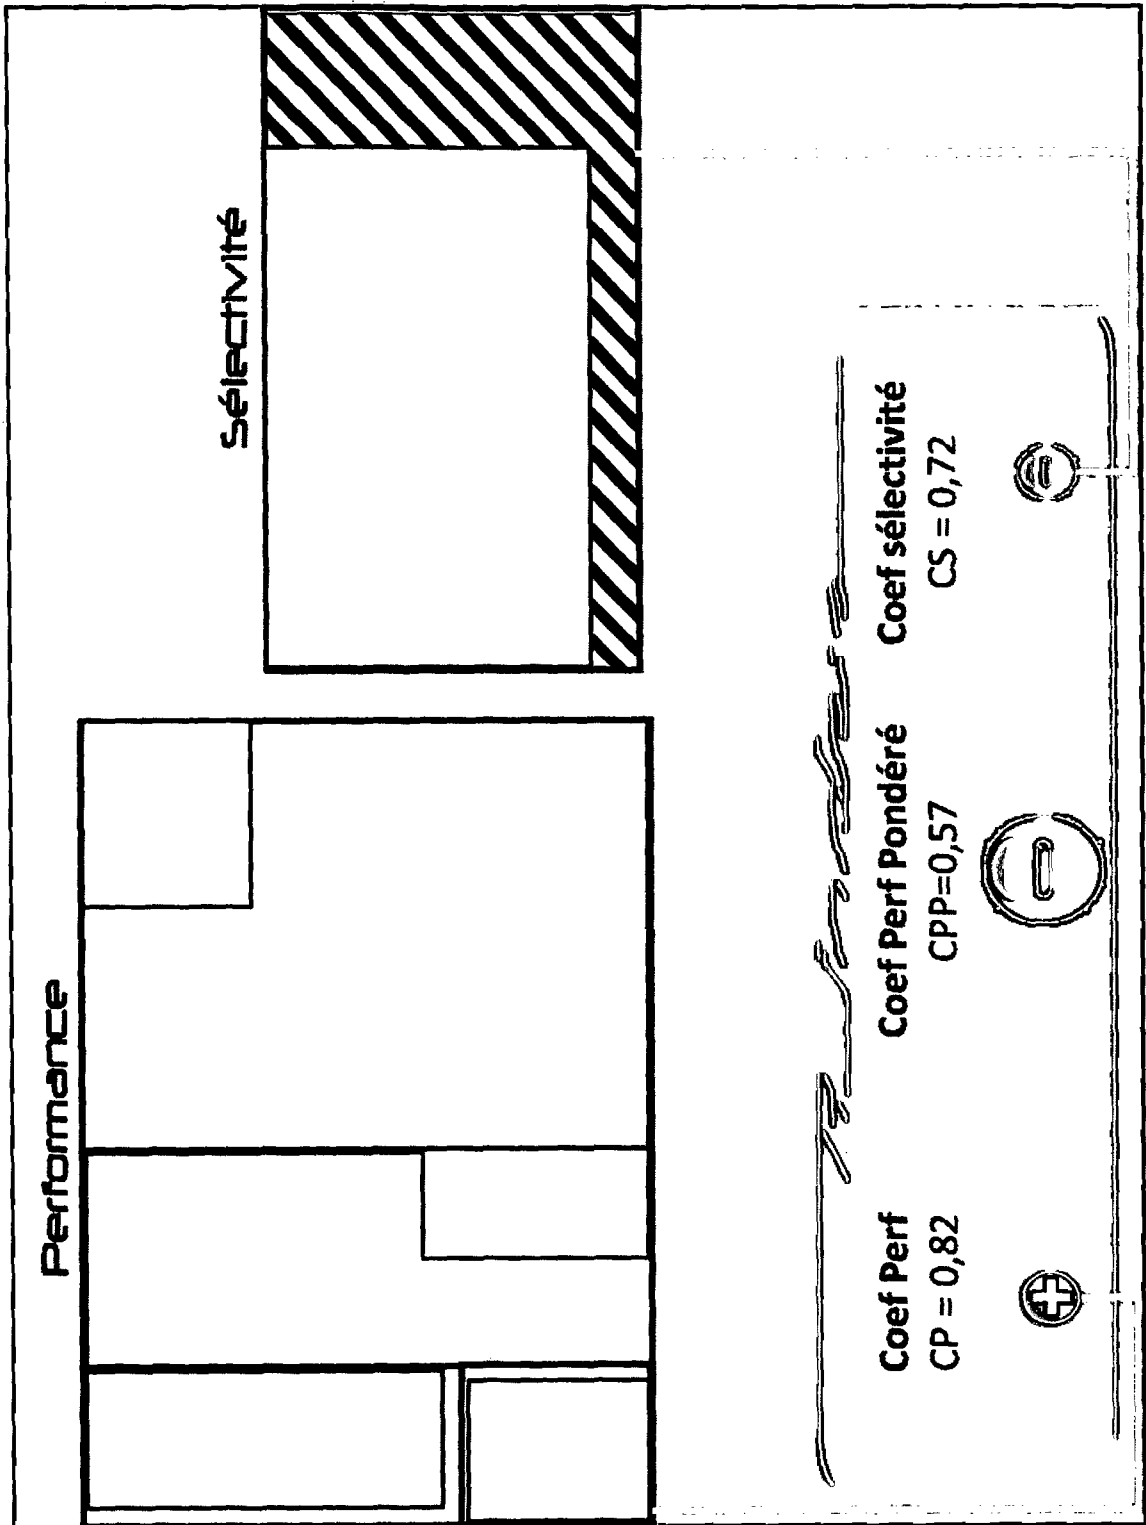 Performance
Sélectivité
Coef Perf
CP = 0,82
Coef Perf Pondéré
CPP=0,57
Coef sélectivité
CS = 0,72